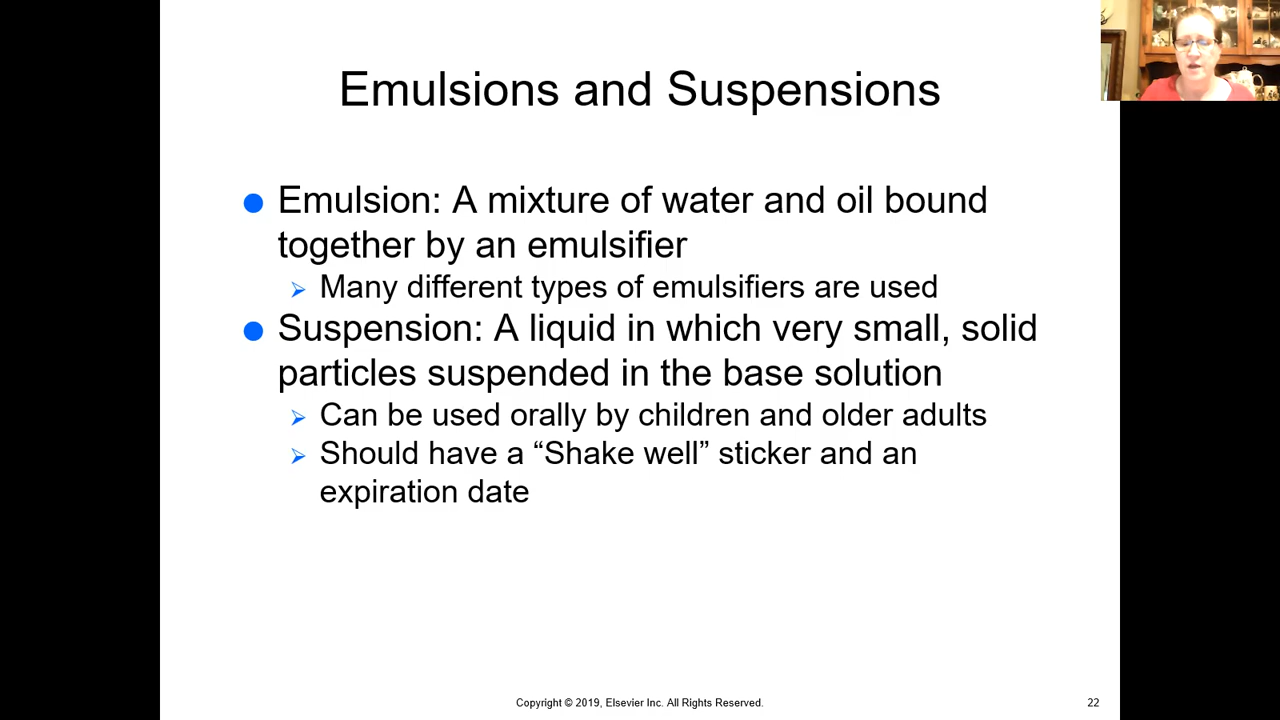 Emulsions and Suspensions
Emulsion: A mixture of water and oil bound
together by an emulsifier
Many different types of emulsifiers are used
Suspension: A liquid in which very small, solid
particles suspended in the base solution
Can be used orally by children and older adults
Should have a “Shake well” sticker and an
expiration date
Copyright © 2019, Elsevier Inc. All Rights Reserved.
22